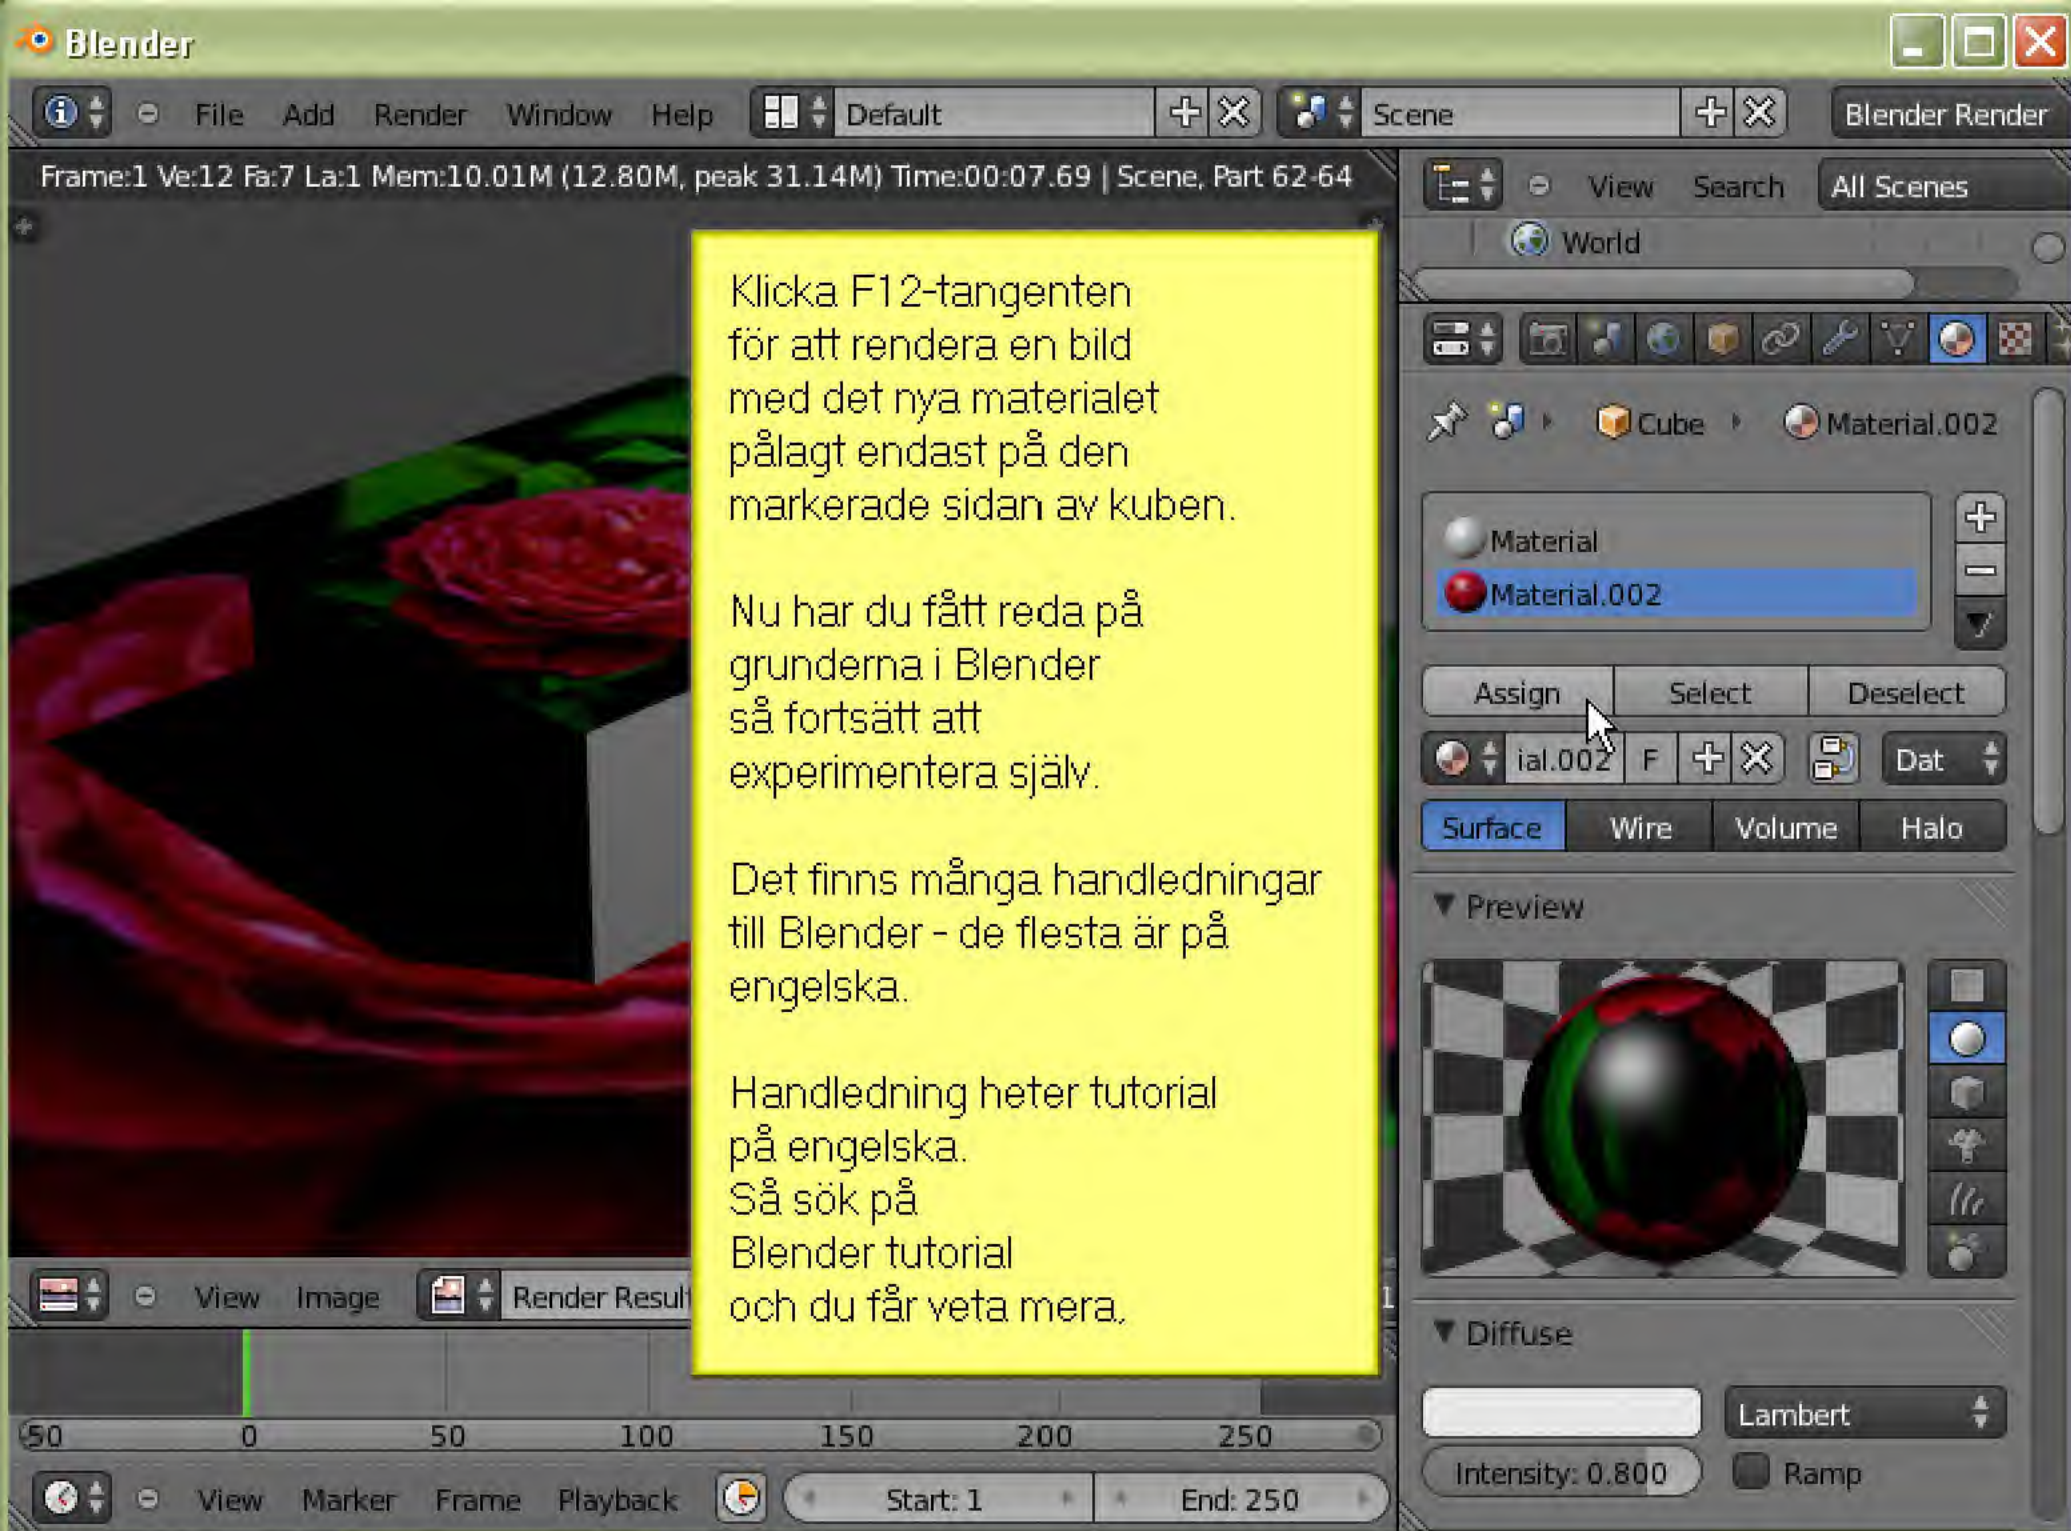 Blender
File Add Render Window Help Default Scene Blender Render
Frame:1 Ve:12 Fa:7 La:1 Mem:10.01M (12.80M, peak 31.14M) Time:00:07.69 | Scene, Part 62-64
View Search All Scenes
World
Klicka F12-tangenten
för att rendera en bild
med det nya materialet
pålagt endast på den
markerade sidan av kuben.
Nu har du fått reda på
grunderna i Blender
så fortsätt att
experimentera själv.
Det finns många handledningar
till Blender - de flesta är på
engelska.
Handledning heter tutorial
på engelska.
Så sök på
Blender tutorial
och du får veta mera,
Cube Material.002
Material
Material.002
Assign Select Deselect
ial.002 F Dat
Surface Wire Volume Halo
Preview
Diffuse
Lambert
Intensity: 0.800 Ramp
View Image Render Result
1
-50 0 50 100 150 200 250
View Marker Frame Playback Start: 1 End: 250